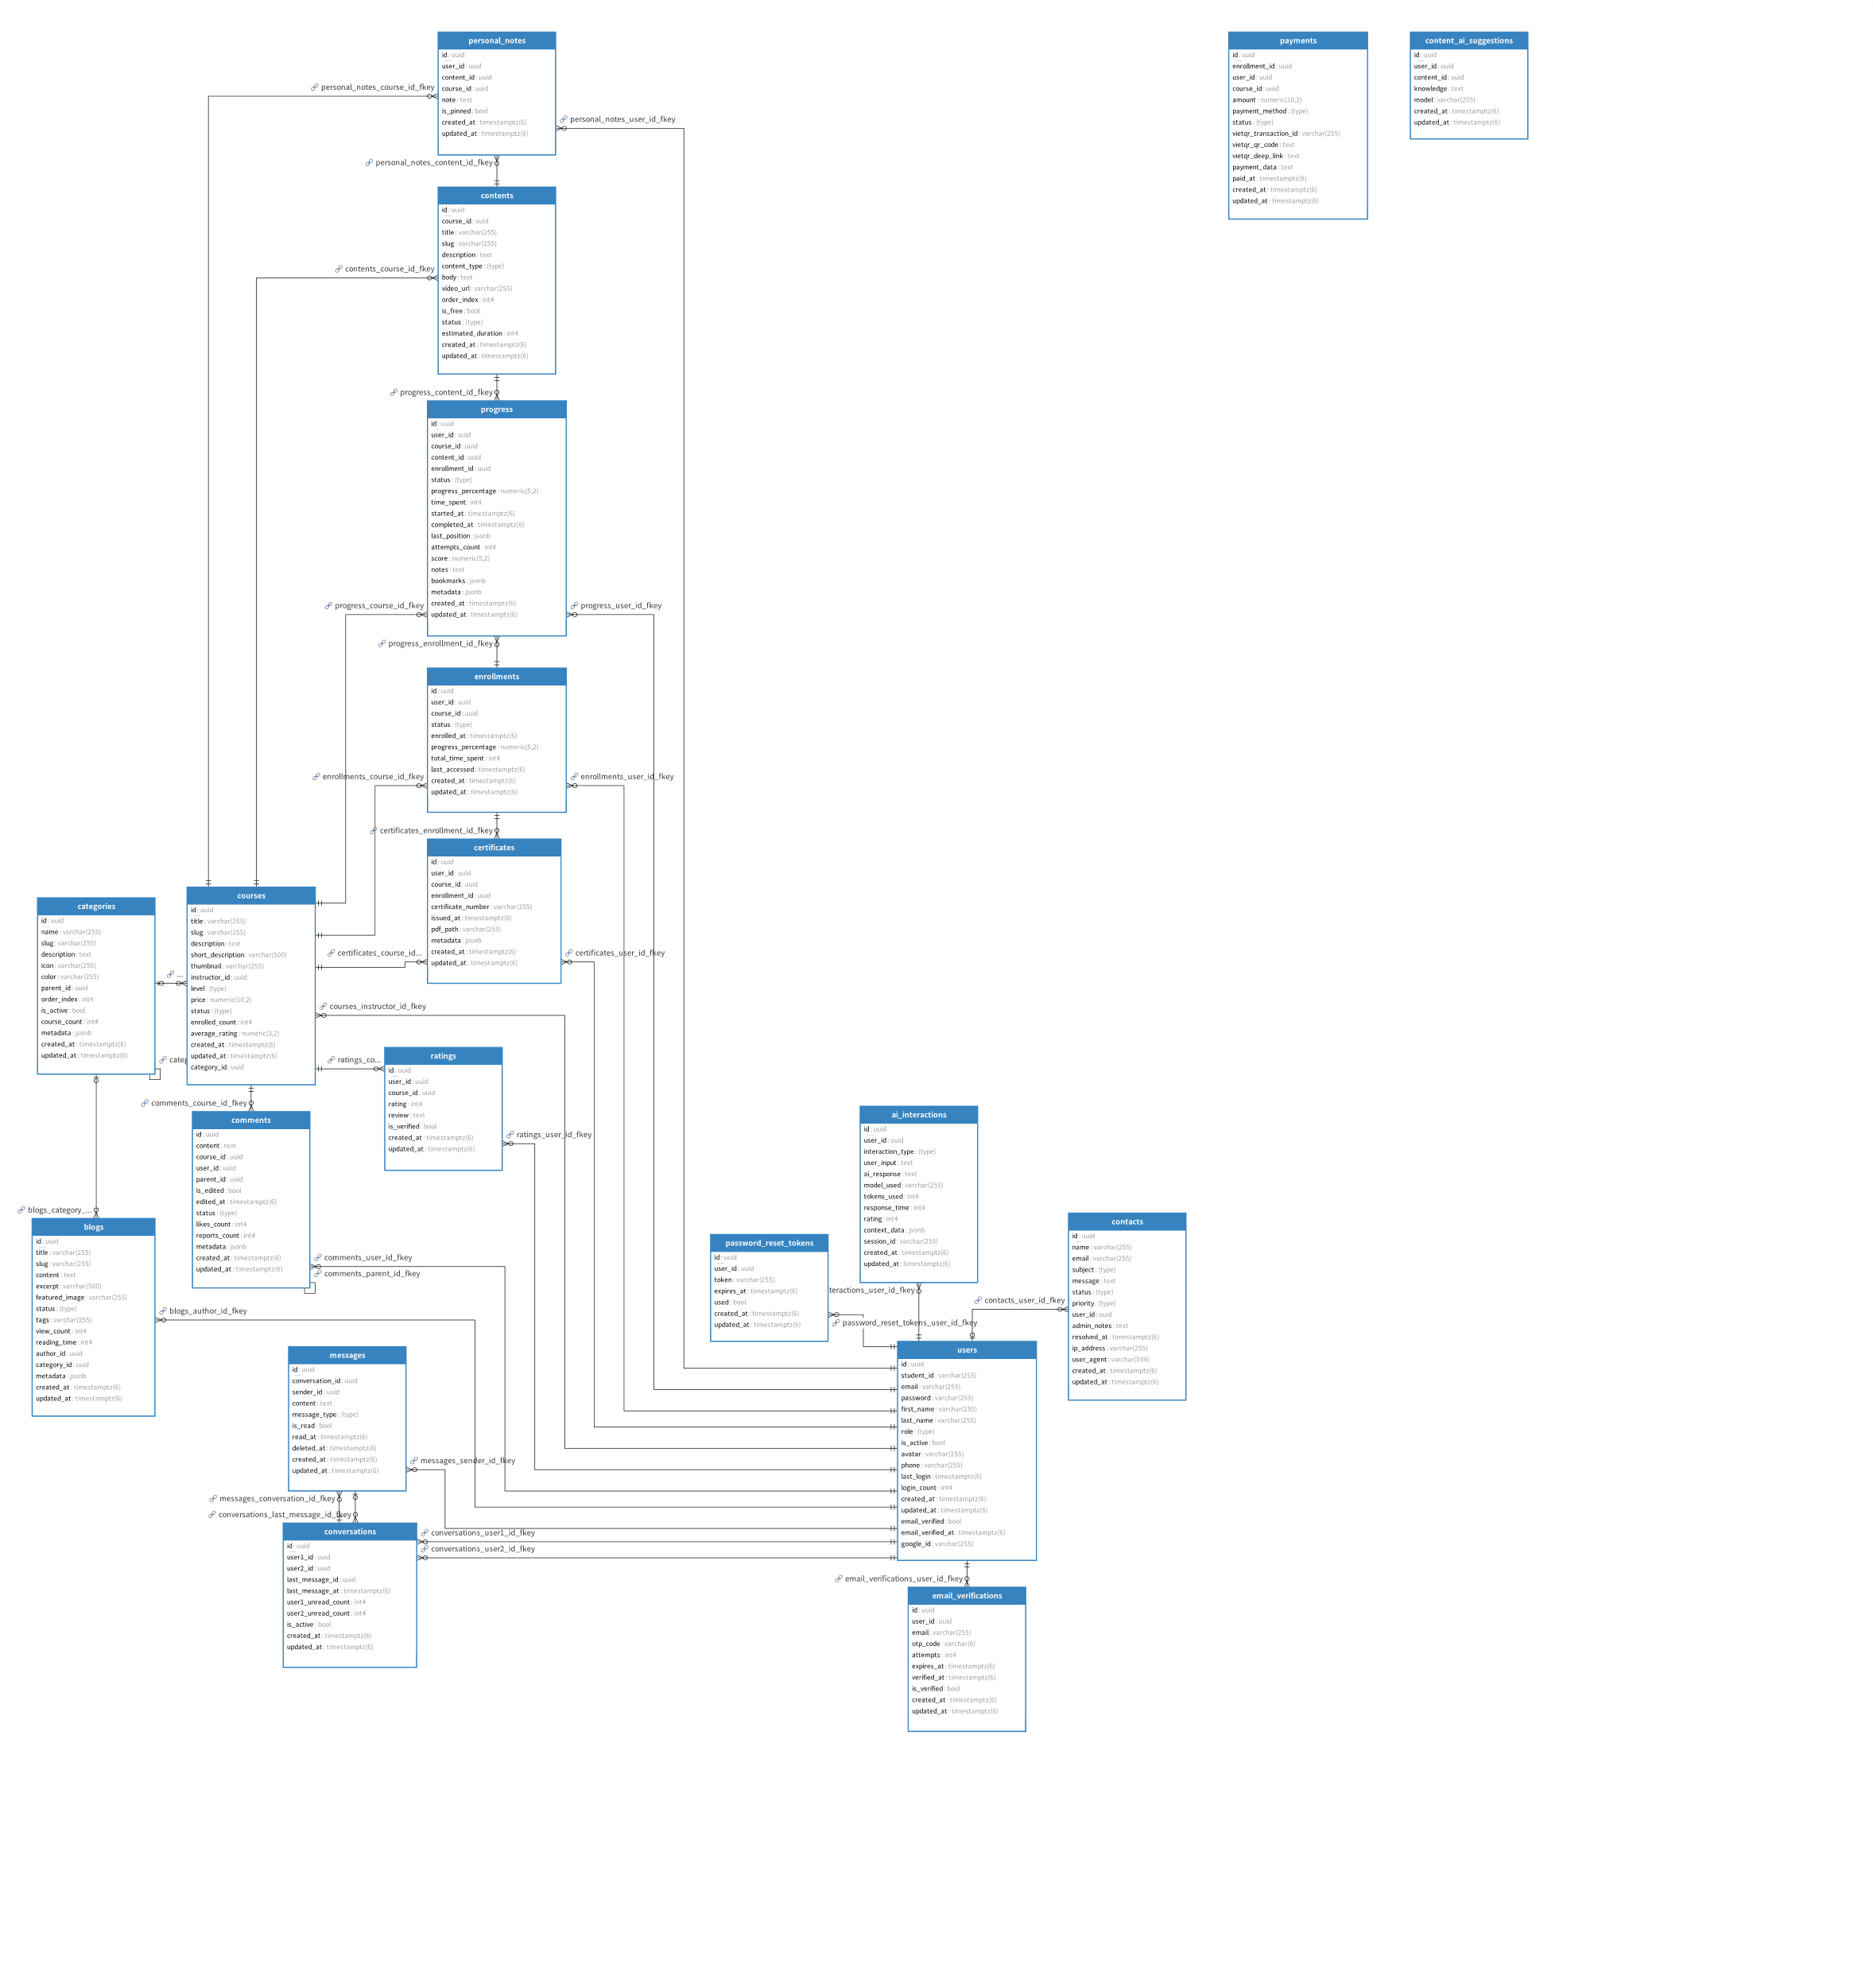 personal_notes
id : uuid
user_id : uuid
content_id : uuid
course_id : uuid
note : text
is_pinned : bool
created_at : timestamptz(6)
updated_at : timestamptz(6)
personal_notes_course_id_fkey
personal_notes_user_id_fkey
personal_notes_content_id_fkey
payments
id : uuid
enrollment_id : uuid
user_id : uuid
course_id : uuid
amount : numeric(10,2)
payment_method : (type)
status : (type)
vietqr_transaction_id : varchar(255)
vietqr_qr_code : text
vietqr_deep_link : text
payment_data : text
paid_at : timestamptz(6)
created_at : timestamptz(6)
updated_at : timestamptz(6)
content_ai_suggestions
id : uuid
user_id : uuid
content_id : uuid
knowledge : text
model : varchar(255)
created_at : timestamptz(6)
updated_at : timestamptz(6)
contents
id : uuid
course_id : uuid
title : varchar(255)
slug : varchar(255)
description : text
content_type : (type)
body : text
video_url : varchar(255)
order_index : int4
is_free : bool
status : (type)
estimated_duration : int4
created_at : timestamptz(6)
updated_at : timestamptz(6)
contents_course_id_fkey
progress_content_id_fkey
progress
id : uuid
user_id : uuid
course_id : uuid
content_id : uuid
enrollment_id : uuid
status : (type)
progress_percentage : numeric(5,2)
time_spent : int4
started_at : timestamptz(6)
completed_at : timestamptz(6)
last_position : jsonb
attempts_count : int4
score : numeric(5,2)
notes : text
bookmarks : jsonb
metadata : jsonb
created_at : timestamptz(6)
updated_at : timestamptz(6)
progress_course_id_fkey
progress_user_id_fkey
progress_enrollment_id_fkey
enrollments
id : uuid
user_id : uuid
course_id : uuid
status : (type)
enrolled_at : timestamptz(6)
progress_percentage : numeric(5,2)
total_time_spent : int4
last_accessed : timestamptz(6)
created_at : timestamptz(6)
updated_at : timestamptz(6)
enrollments_course_id_fkey
enrollments_user_id_fkey
certificates_enrollment_id_fkey
certificates
id : uuid
user_id : uuid
course_id : uuid
enrollment_id : uuid
certificate_number : varchar(255)
issued_at : timestamptz(6)
pdf_path : varchar(255)
metadata : jsonb
created_at : timestamptz(6)
updated_at : timestamptz(6)
certificates_course_id...
certificates_user_id_fkey
categories
id : uuid
name : varchar(255)
slug : varchar(255)
description : text
icon : varchar(255)
color : varchar(255)
parent_id : uuid
order_index : int4
is_active : bool
course_count : int4
metadata : jsonb
created_at : timestamptz(6)
updated_at : timestamptz(6)
...
categ
courses
id : uuid
title : varchar(255)
slug : varchar(255)
description : text
short_description : varchar(500)
thumbnail : varchar(255)
instructor_id : uuid
level : (type)
price : numeric(10,2)
status : (type)
enrolled_count : int4
average_rating : numeric(3,2)
created_at : timestamptz(6)
updated_at : timestamptz(6)
category_id : uuid
courses_instructor_id_fkey
ratings_co...
ratings
id : uuid
user_id : uuid
course_id : uuid
rating : int4
review : text
is_verified : bool
created_at : timestamptz(6)
updated_at : timestamptz(6)
ratings_user_id_fkey
comments_course_id_fkey
comments
id : uuid
content : text
course_id : uuid
user_id : uuid
parent_id : uuid
is_edited : bool
edited_at : timestamptz(6)
status : (type)
likes_count : int4
reports_count : int4
metadata : jsonb
created_at : timestamptz(6)
updated_at : timestamptz(6)
comments_user_id_fkey
comments_parent_id_fkey
blogs_category_...
blogs
id : uuid
title : varchar(255)
slug : varchar(255)
content : text
excerpt : varchar(500)
featured_image : varchar(255)
status : (type)
tags : varchar(255)
view_count : int4
reading_time : int4
author_id : uuid
category_id : uuid
metadata : jsonb
created_at : timestamptz(6)
updated_at : timestamptz(6)
blogs_author_id_fkey
ai_interactions
id : uuid
user_id : uuid
interaction_type : (type)
user_input : text
ai_response : text
model_used : varchar(255)
tokens_used : int4
response_time : int4
rating : int4
context_data : jsonb
session_id : varchar(255)
created_at : timestamptz(6)
updated_at : timestamptz(6)
teractions_user_id_fkey
password_reset_tokens
id : uuid
user_id : uuid
token : varchar(255)
expires_at : timestamptz(6)
used : bool
created_at : timestamptz(6)
updated_at : timestamptz(6)
password_reset_tokens_user_id_fkey
contacts
id : uuid
name : varchar(255)
email : varchar(255)
subject : (type)
message : text
status : (type)
priority : (type)
user_id : uuid
admin_notes : text
resolved_at : timestamptz(6)
ip_address : varchar(255)
user_agent : varchar(500)
created_at : timestamptz(6)
updated_at : timestamptz(6)
contacts_user_id_fkey
users
id : uuid
student_id : varchar(255)
email : varchar(255)
password : varchar(255)
first_name : varchar(255)
last_name : varchar(255)
role : (type)
is_active : bool
avatar : varchar(255)
phone : varchar(255)
last_login : timestamptz(6)
login_count : int4
created_at : timestamptz(6)
updated_at : timestamptz(6)
email_verified : bool
email_verified_at : timestamptz(6)
google_id : varchar(255)
messages
id : uuid
conversation_id : uuid
sender_id : uuid
content : text
message_type : (type)
is_read : bool
read_at : timestamptz(6)
deleted_at : timestamptz(6)
created_at : timestamptz(6)
updated_at : timestamptz(6)
messages_sender_id_fkey
messages_conversation_id_fkey
conversations_last_message_id_fkey
conversations
id : uuid
user1_id : uuid
user2_id : uuid
last_message_id : uuid
last_message_at : timestamptz(6)
user1_unread_count : int4
user2_unread_count : int4
is_active : bool
created_at : timestamptz(6)
updated_at : timestamptz(6)
conversations_user1_id_fkey
conversations_user2_id_fkey
email_verifications_user_id_fkey
email_verifications
id : uuid
user_id : uuid
email : varchar(255)
otp_code : varchar(6)
attempts : int4
expires_at : timestamptz(6)
verified_at : timestamptz(6)
is_verified : bool
created_at : timestamptz(6)
updated_at : timestamptz(6)